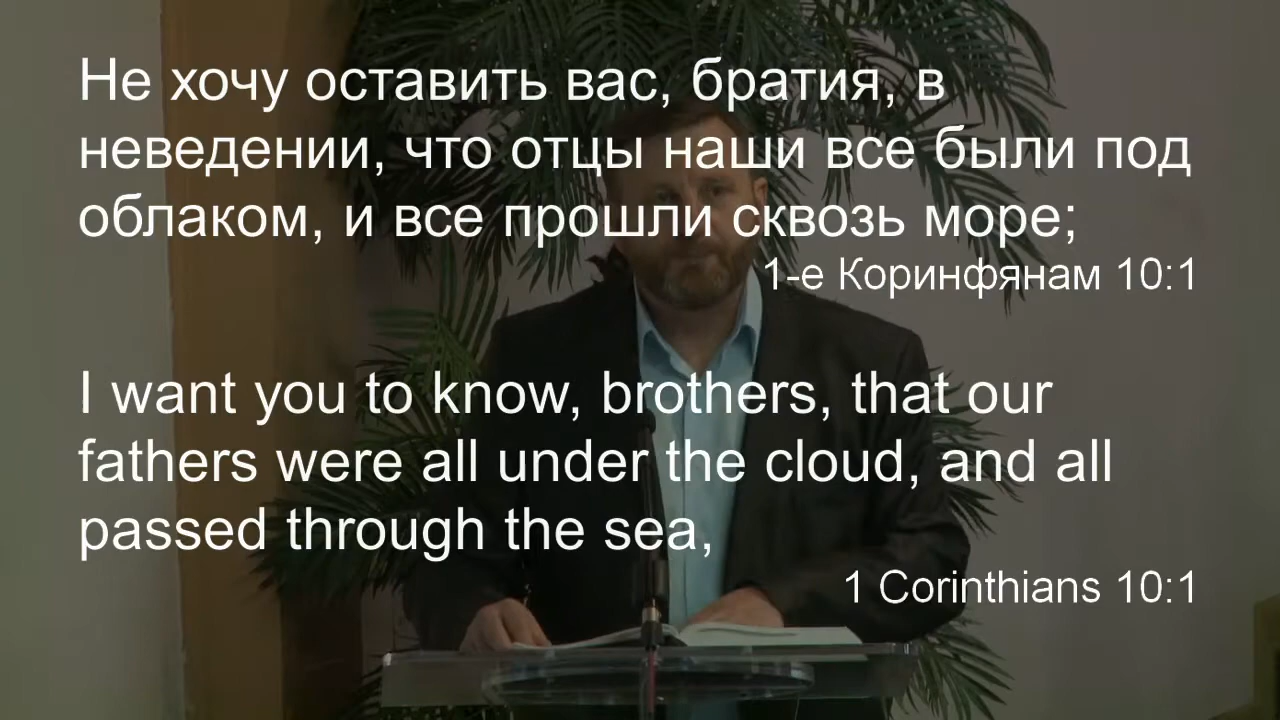 Не хочу оставить вас, братия, в
неведении, что отцы наши все были под
облаком, и все прошли сквозь море;
1-е Коринфянам 10:1
I want you to know, brothers, that our
fathers were all under the cloud, and all
passed through the sea,
1 Corinthians 10:1